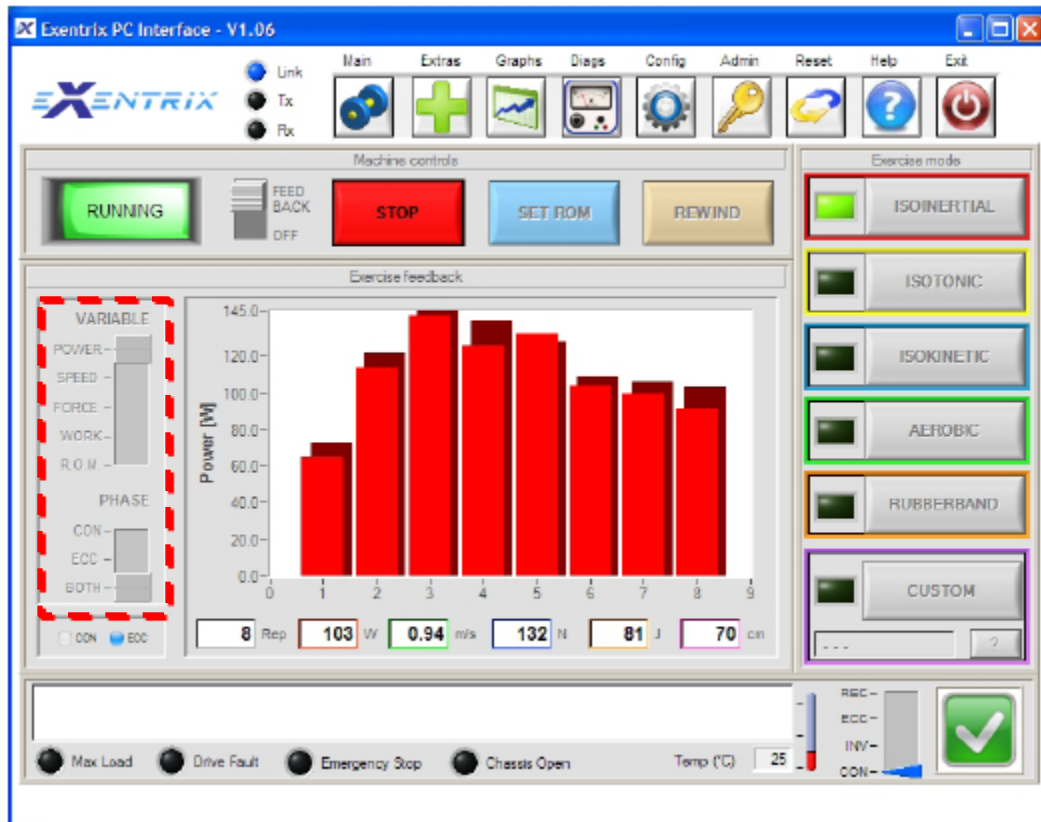 Exentrix PC Interface - V1.06
EXENTRIX
Link
Tx
Rx
Main Extras Graphs Diags Config Admin Reset Help Exit
Machine controls
RUNNING
FEED
BACK
OFF
STOP
SET ROM
REWIND
Exercise mode
ISOINERTIAL
ISOTONIC
ISOKINETIC
AEROBIC
RUBBERBAND
CUSTOM
- - - ?
Exercise feedback
VARIABLE
POWER
SPEED
FORCE
WORK
R.O.M.
PHASE
CON
ECC
BOTH
CON ECC
Power [W]
145.0
120.0
100.0
80.0
60.0
40.0
20.0
0.0
0 1 2 3 4 5 6 7 8 9
8 Rep 103 W 0.94 m/s 132 N 81 J 70 cm
Max Load Drive Fault Emergency Stop Chassis Open Temp (°C) 25
REC
ECC
INV
CON